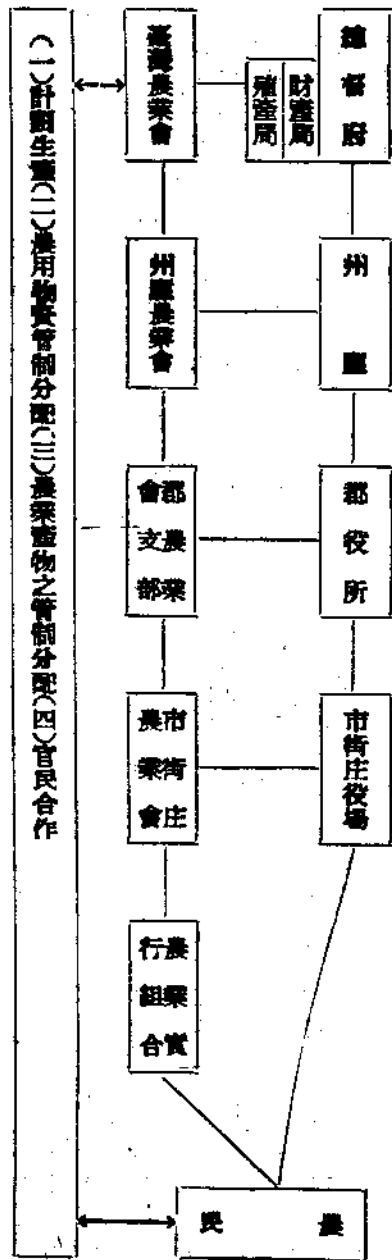 總督府
財產局
殖產局
州廳
郡役所
市街庄役場
臺灣農業會
州廳農業會
郡農業
會支部
市街庄
農業會
農業實
行組合
農民
(一)計劃生產(二)農用物資管制分配(三)農業產物之管制分配(四)官民合作